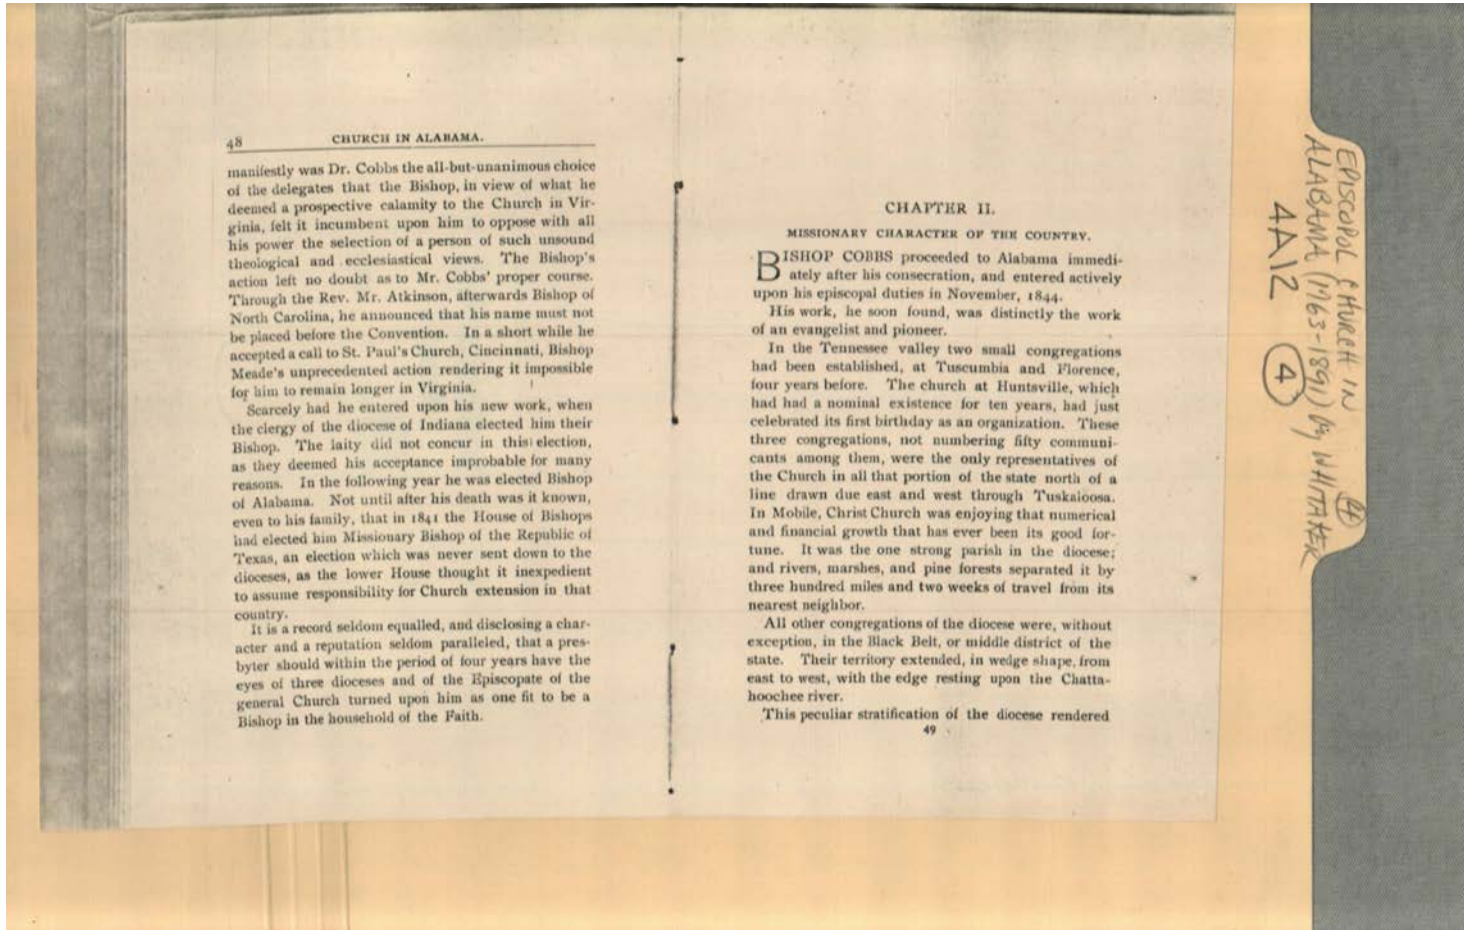 48 CHURCH IN ALABAMA.
manifestly was Dr. Cobbs the all-but-unanimous choice
of the delegates that the Bishop, in view of what he
deemed a prospective calamity to the Church in Vir-
ginia, felt it incumbent upon him to oppose with all
his power the selection of a person of such unsound
theological and ecclesiastical views. The Bishop's
action left no doubt as to Mr. Cobbs' proper course.
Through the Rev. Mr. Atkinson, afterwards Bishop of
North Carolina, he announced that his name must not
be placed before the Convention. In a short while he
accepted a call to St. Paul's Church, Cincinnati, Bishop
Meade's unprecedented action rendering it impossible
for him to remain longer in Virginia.
Scarcely had he entered upon his new work, when
the clergy of the diocese of Indiana elected him their
Bishop. The laity did not concur in this election,
as they deemed his acceptance improbable for many
reasons. In the following year he was elected Bishop
of Alabama. Not until after his death was it known,
even to his family, that in 1841 the House of Bishops
had elected him Missionary Bishop of the Republic of
Texas, an election which was never sent down to the
dioceses, as the lower House thought it inexpedient
to assume responsibility for Church extension in that
country.
It is a record seldom equalled, and disclosing a char-
acter and a reputation seldom paralleled, that a pres-
byter should within the period of four years have the
eyes of three dioceses and of the Episcopate of the
general Church turned upon him as one fit to be a
Bishop in the household of the Faith.
CHAPTER II.
MISSIONARY CHARACTER OF THE COUNTRY.
BISHOP COBBS proceeded to Alabama immedi-
ately after his consecration, and entered actively
upon his episcopal duties in November, 1844.
His work, he soon found, was distinctly the work
of an evangelist and pioneer.
In the Tennessee valley two small congregations
had been established, at Tuscumbia and Florence,
four years before. The church at Huntsville, which
had had a nominal existence for ten years, had just
celebrated its first birthday as an organization. These
three congregations, not numbering fifty communi-
cants among them, were the only representatives of
the Church in all that portion of the state north of a
line drawn due east and west through Tuskaloosa.
In Mobile, Christ Church was enjoying that numerical
and financial growth that has ever been its good for-
tune. It was the one strong parish in the diocese;
and rivers, marshes, and pine forests separated it by
three hundred miles and two weeks of travel from its
nearest neighbor.
All other congregations of the diocese were, without
exception, in the Black Belt, or middle district of the
state. Their territory extended, in wedge shape, from
east to west, with the edge resting upon the Chatta-
hoochee river.
This peculiar stratification of the diocese rendered
49
EPISCOPOL CHURCH IN
ALABAMA (1763-1891) by WHITAKER
4A12 4